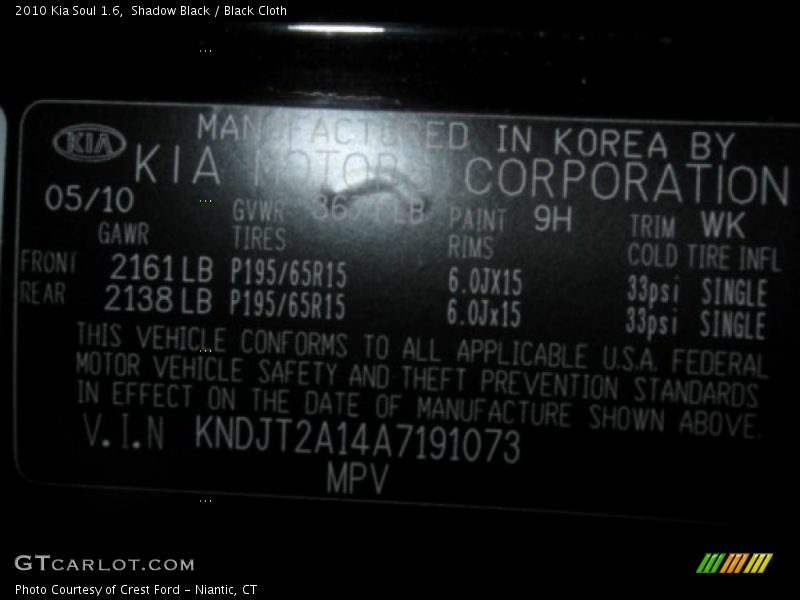 2010 Kia Soul 1.6, Shadow Black / Black Cloth
MANUFACTURED IN KOREA BY
KIA KIA MOTORS CORPORATION
05/10 GVWR LB PAINT 9H TRIM WK
GAWR TIRES RIMS COLD TIRE INFL
FRONT 2161LB P195/65R15 6.0JX15 33psi SINGLE
REAR 2138LB P195/65R15 6.0Jx15 33psi SINGLE
THIS VEHICLE CONFORMS TO ALL APPLICABLE U.S.A. FEDERAL
MOTOR VEHICLE SAFETY AND THEFT PREVENTION STANDARDS
IN EFFECT ON THE DATE OF MANUFACTURE SHOWN ABOVE.
V.I.N KNDJT2A14A7191073
MPV
GTCARLOT.COM
Photo Courtesy of Crest Ford - Niantic, CT